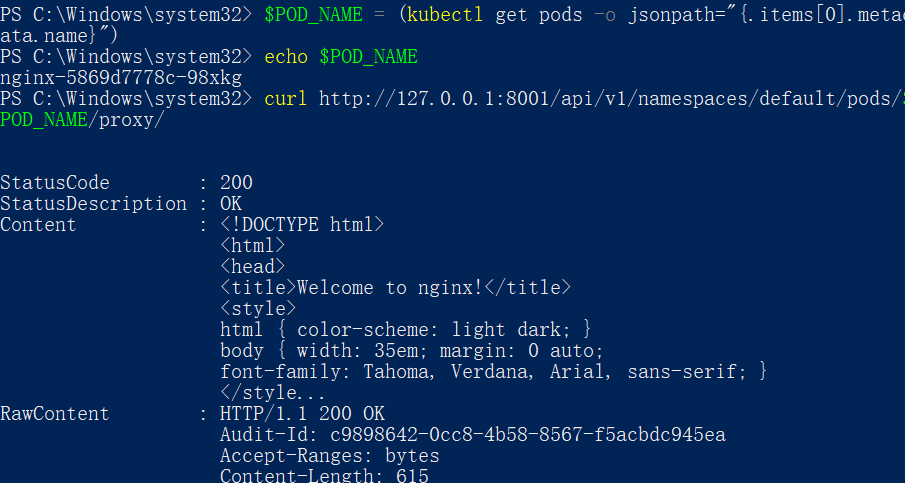 PS C:\Windows\system32> $POD_NAME = (kubectl get pods -o jsonpath="{.items[0].metad
ata.name}")
PS C:\Windows\system32> echo $POD_NAME
nginx-5869d7778c-98xkg
PS C:\Windows\system32> curl http://127.0.0.1:8001/api/v1/namespaces/default/pods/$
POD_NAME/proxy/
StatusCode : 200
StatusDescription : OK
Content : <!DOCTYPE html>
<html>
<head>
<title>Welcome to nginx!</title>
<style>
html { color-scheme: light dark; }
body { width: 35em; margin: 0 auto;
font-family: Tahoma, Verdana, Arial, sans-serif; }
</style...
RawContent : HTTP/1.1 200 OK
Audit-Id: c9898642-0cc8-4b58-8567-f5acbdc945ea
Accept-Ranges: bytes
Content-Length: 615